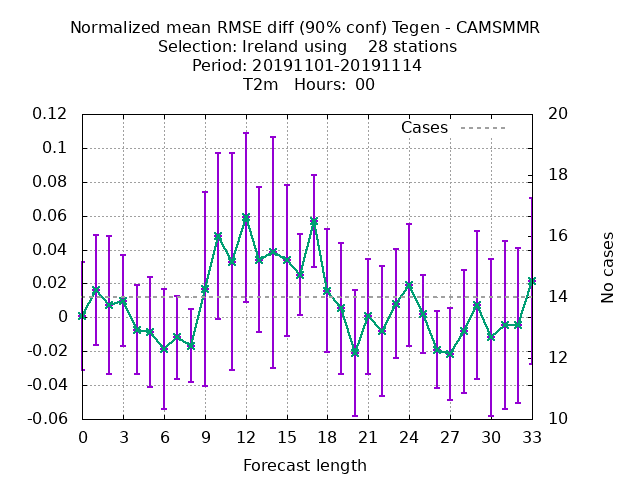 Normalized mean RMSE diff (90% conf) Tegen - CAMSMMR
Selection: Ireland using 28 stations
Period: 20191101-20191114
T2m Hours: 00
Cases
0.12
0.1
0.08
0.06
0.04
0.02
0
-0.02
-0.04
-0.06
20
18
16
14
12
10
No cases
0 3 6 9 12 15 18 21 24 27 30 33
Forecast length